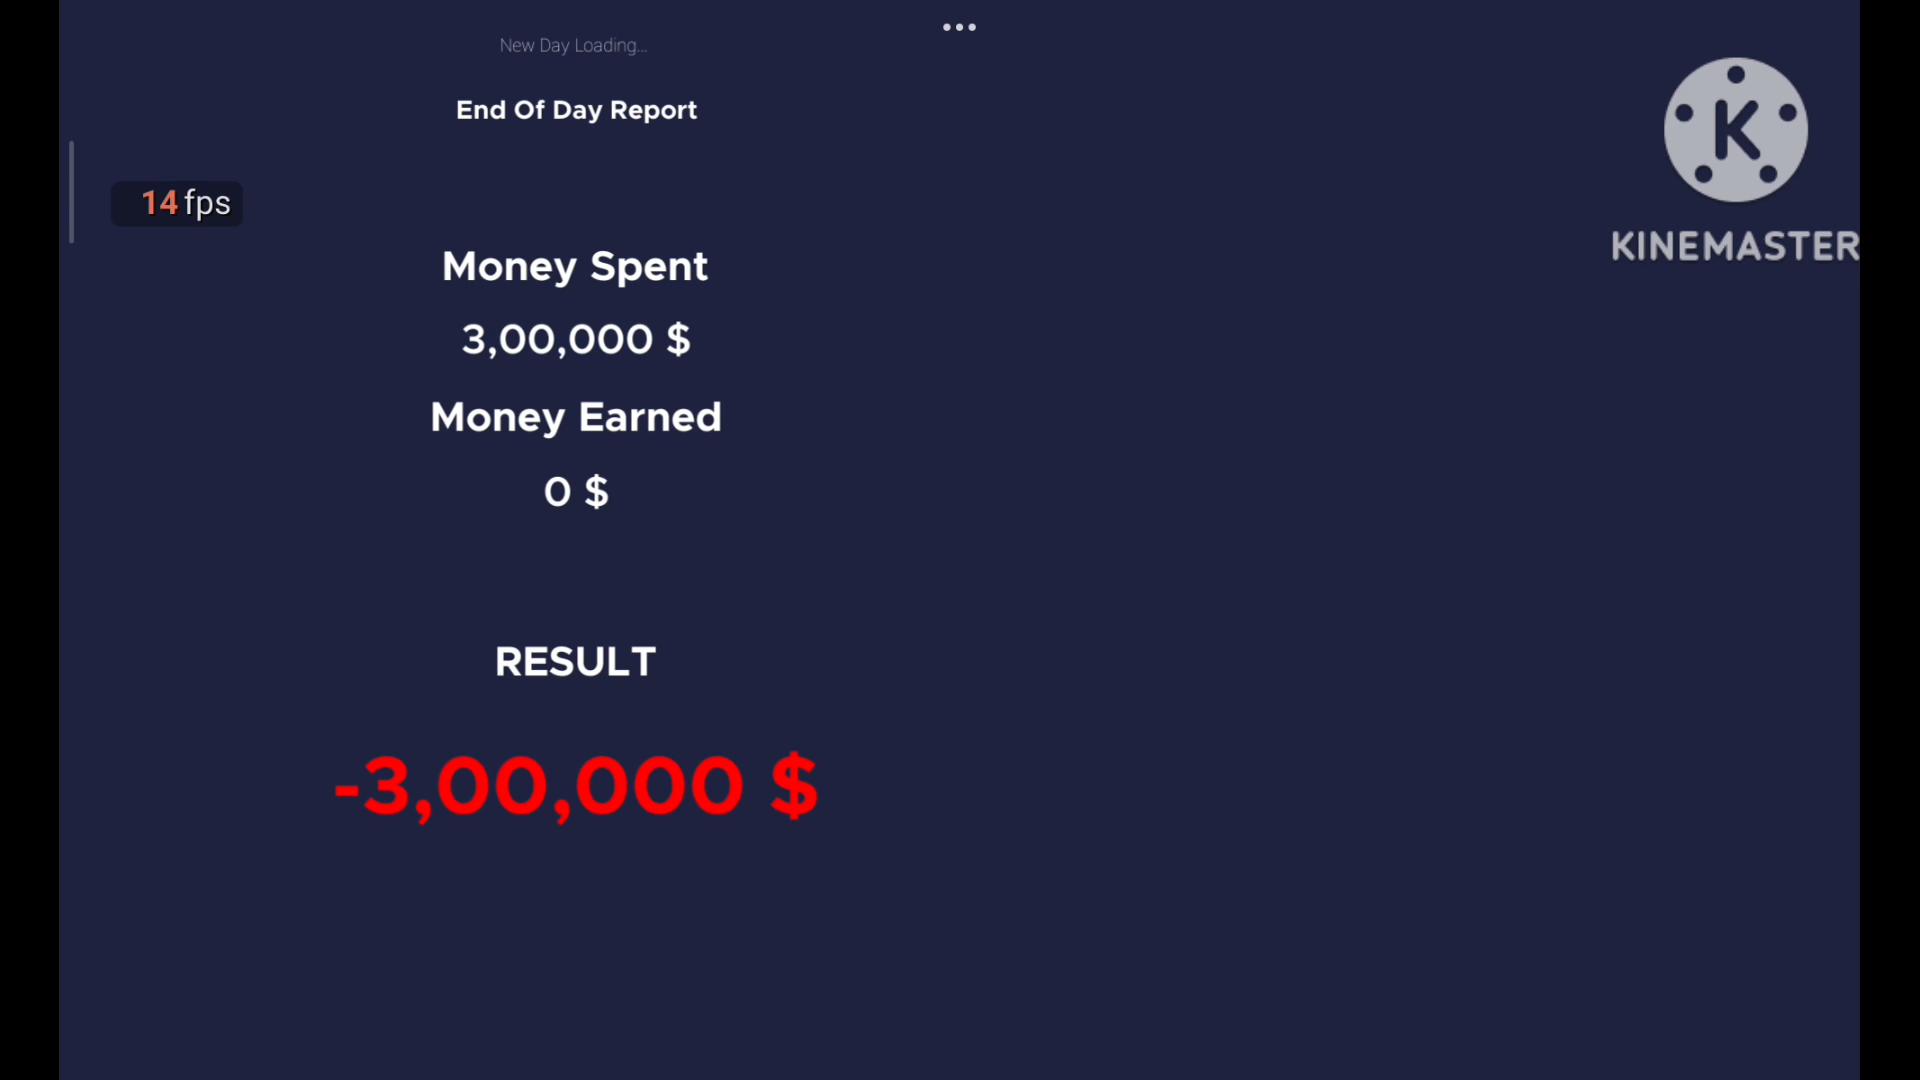 New Day Loading...
End Of Day Report
14 fps
K
KINEMASTER
Money Spent
3,00,000 $
Money Earned
0 $
RESULT
-3,00,000 $